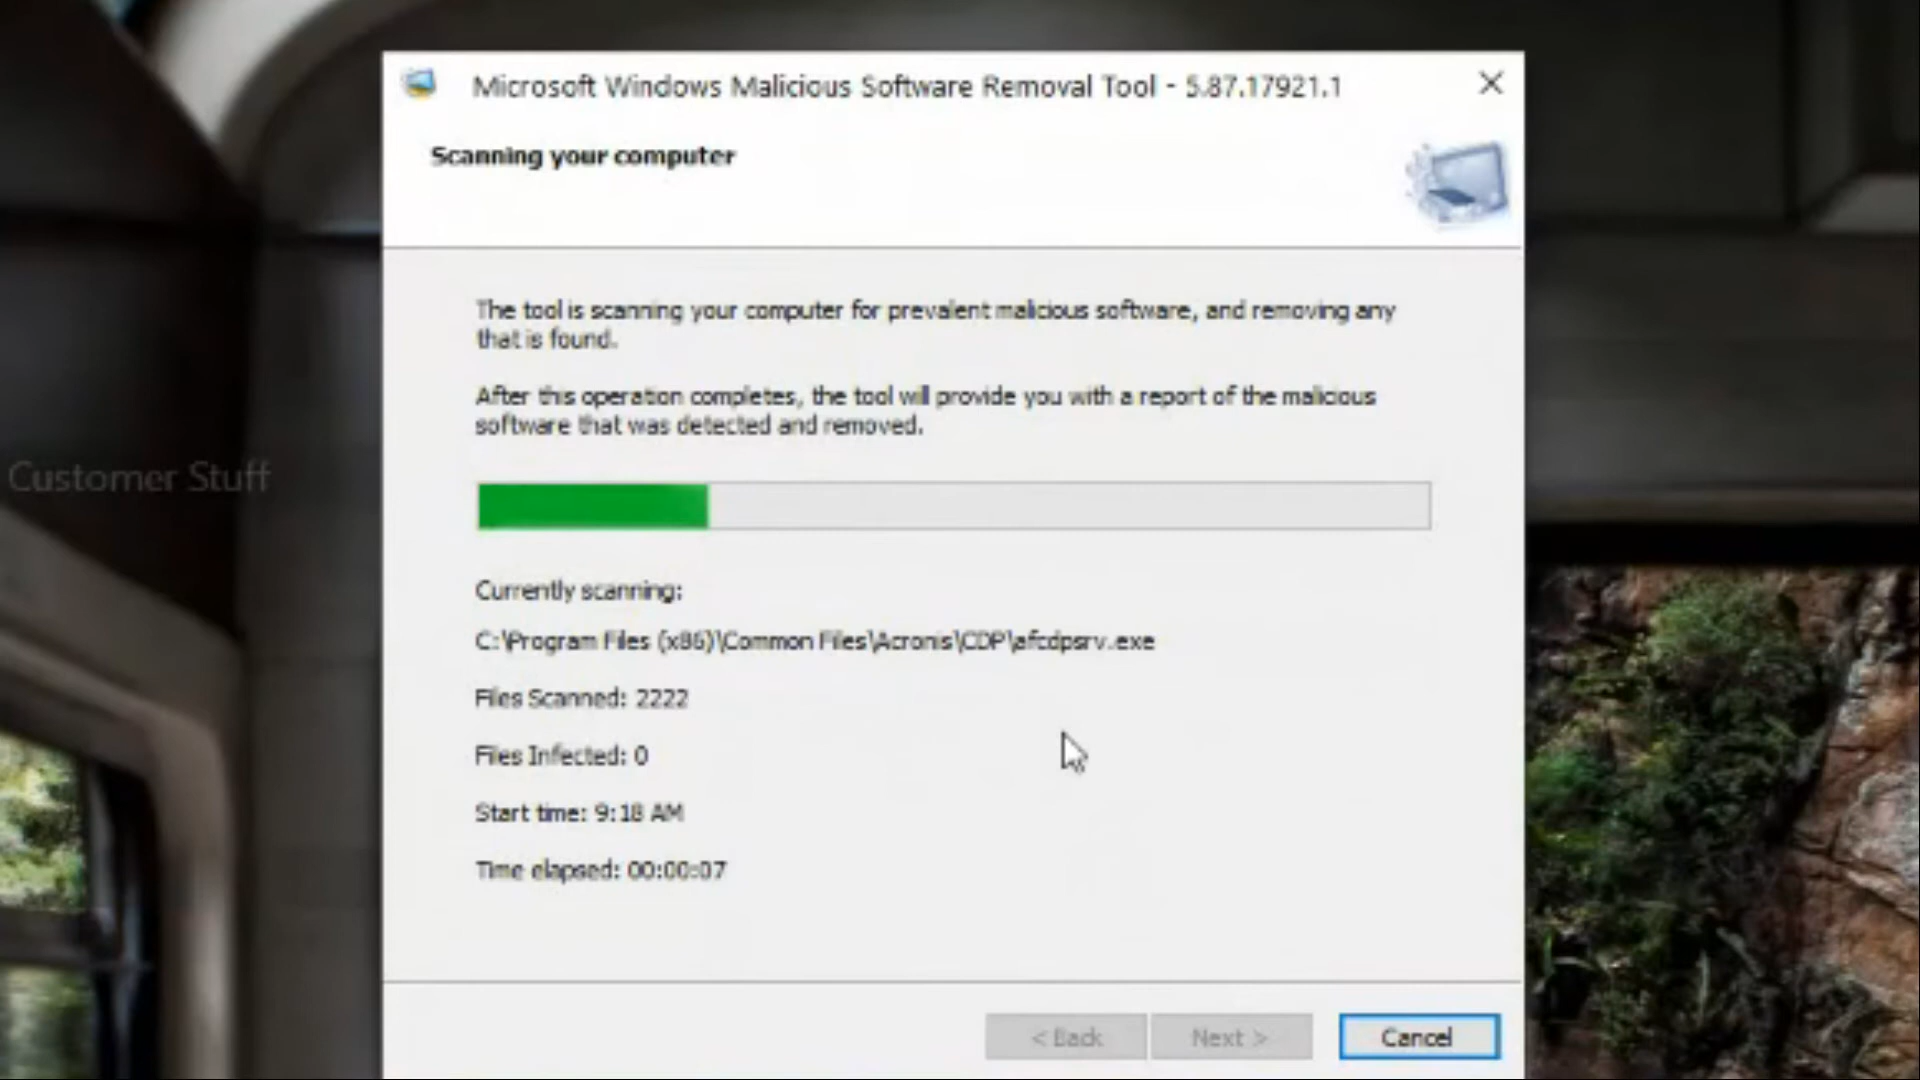 Microsoft Windows Malicious Software Removal Tool - 5.87.17921.1
Scanning your computer
The tool is scanning your computer for prevalent malicious software, and removing any
that is found.
After this operation completes, the tool will provide you with a report of the malicious
software that was detected and removed.
Customer Stuff
Currently scanning:
C:\Program Files (x86)\Common Files\Acronis\CDP\afcdpsrv.exe
Files Scanned: 2222
Files Infected: 0
Start time: 9:18 AM
Time elapsed: 00:00:07
< Back Next > Cancel